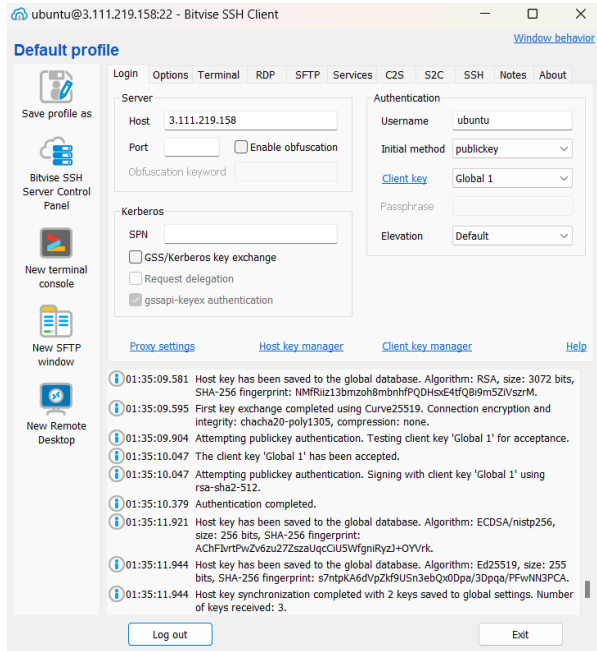 ubuntu@3.111.219.158:22 - Bitvise SSH Client
Window behavior
Default profile
Save profile as
Bitvise SSH
Server Control
Panel
New terminal
console
New SFTP
window
New Remote
Desktop
Login Options Terminal RDP SFTP Services C2S S2C SSH Notes About
Server
Host 3.111.219.158
Port Enable obfuscation
Obfuscation keyword
Kerberos
SPN
GSS/Kerberos key exchange
Request delegation
gssapi-keyex authentication
Authentication
Username ubuntu
Initial method publickey
Client key Global 1
Passphrase
Elevation Default
Proxy settings Host key manager Client key manager Help
01:35:09.581 Host key has been saved to the global database. Algorithm: RSA, size: 3072 bits,
SHA-256 fingerprint: NMfRiiz13bmzoh8mbnhfPQDHsxE4tfQBi9m5ZiVszrM.
01:35:09.595 First key exchange completed using Curve25519. Connection encryption and
integrity: chacha20-poly1305, compression: none.
01:35:09.904 Attempting publickey authentication. Testing client key 'Global 1' for acceptance.
01:35:10.047 The client key 'Global 1' has been accepted.
01:35:10.047 Attempting publickey authentication. Signing with client key 'Global 1' using
rsa-sha2-512.
01:35:10.379 Authentication completed.
01:35:11.921 Host key has been saved to the global database. Algorithm: ECDSA/nistp256,
size: 256 bits, SHA-256 fingerprint:
AChFIvrtPwZv6zu27ZszaUqcCiU5WfgniRyzJ+OYVrk.
01:35:11.944 Host key has been saved to the global database. Algorithm: Ed25519, size: 255
bits, SHA-256 fingerprint: s7ntpKA6dVpZkf9USn3ebQx0Dpa/3Dpqa/PFwNN3PCA.
01:35:11.944 Host key synchronization completed with 2 keys saved to global settings. Number
of keys received: 3.
Log out Exit